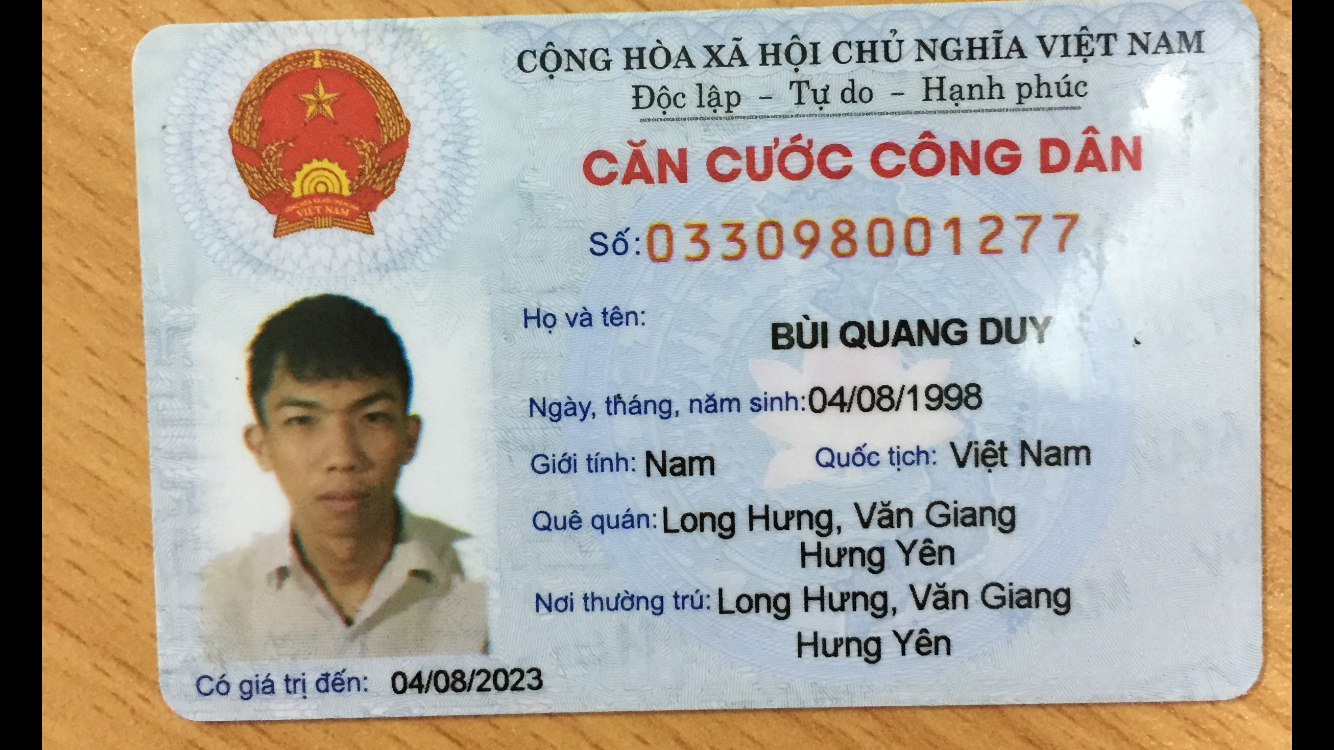 CỘNG HÒA XÃ HỘI CHỦ NGHĨA VIỆT NAM
Độc lập - Tự do - Hạnh phúc
CĂN CƯỚC CÔNG DÂN
Số: 033098001277
Họ và tên: BÙI QUANG DUY
Ngày, tháng, năm sinh: 04/08/1998
Giới tính: Nam Quốc tịch: Việt Nam
Quê quán: Long Hưng, Văn Giang
Hưng Yên
Nơi thường trú: Long Hưng, Văn Giang
Hưng Yên
Có giá trị đến: 04/08/2023
VIỆT NAM